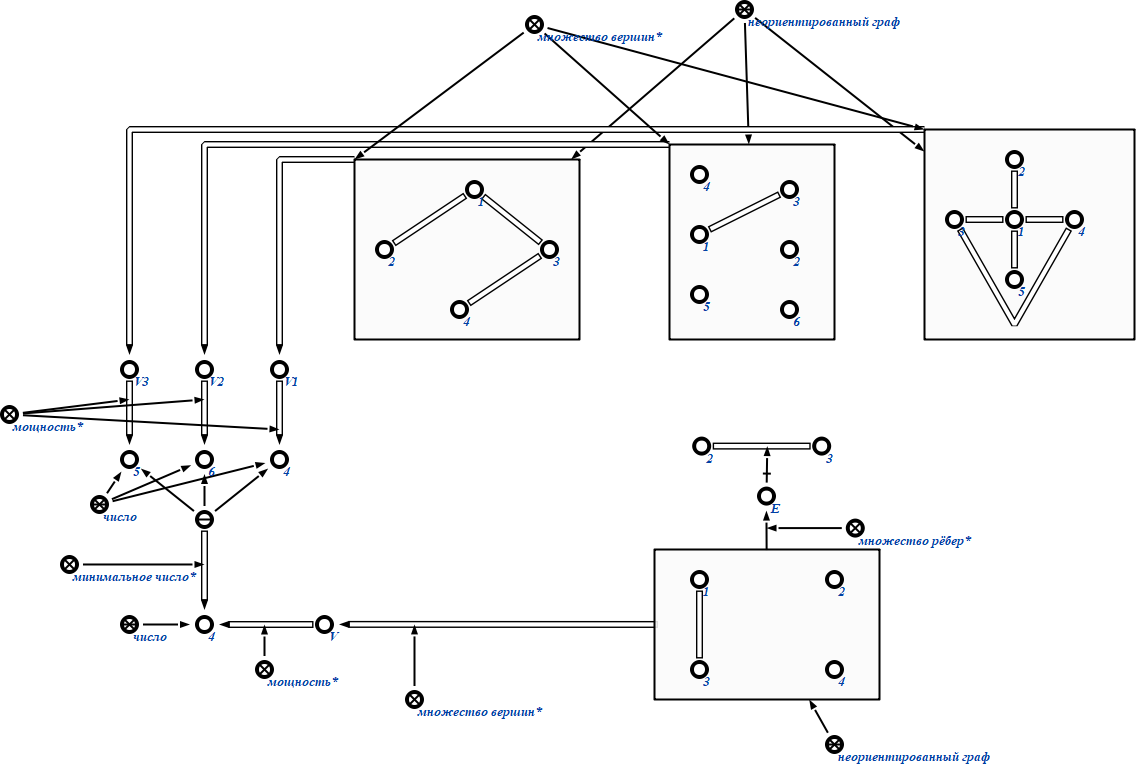 неориентированный граф
множество вершин*
2
4
1
3
3
1
4
1
2
3
2
5
5
4
6
V3
V2
V1
мощность*
2
3
5
6
4
E
число
множество рёбер*
минимальное число*
1
2
число
4
V
мощность*
3
4
множество вершин*
неориентированный граф